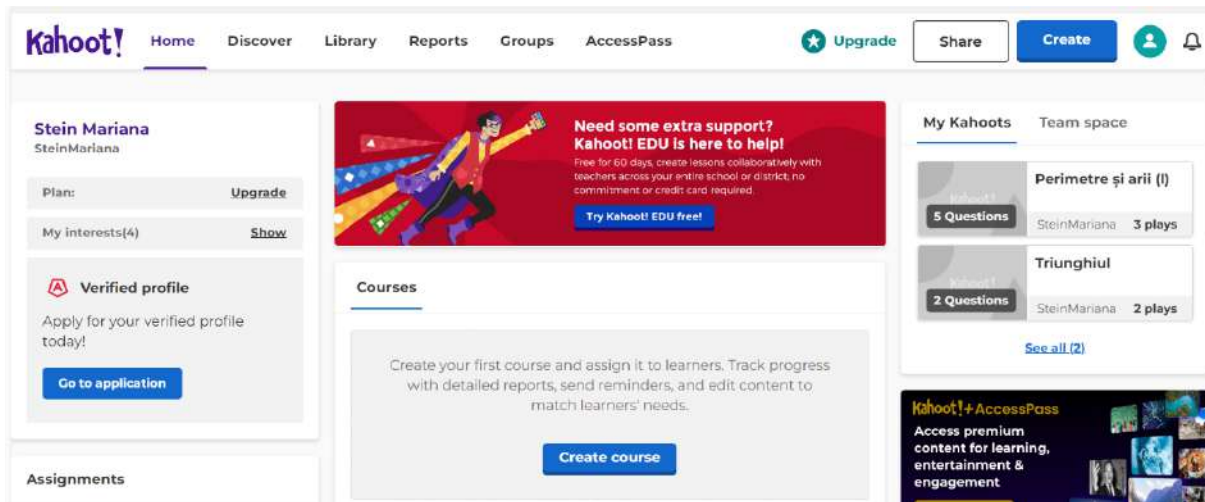 Kahoot! Home Discover Library Reports Groups AccessPass Upgrade Share Create
Stein Mariana
SteinMariana
Plan: Upgrade
My interests(4) Show
Verified profile
Apply for your verified profile
today!
Go to application
Assignments
Need some extra support?
Kahoot! EDU is here to help!
Free for 60 days, create lessons collaboratively with
teachers across your entire school or district; no
commitment or credit card required.
Try Kahoot! EDU free!
Courses
Create your first course and assign it to learners. Track progress
with detailed reports, send reminders, and edit content to
match learners' needs.
Create course
My Kahoots Team space
Perimetre și arii (I)
Kahoot!
5 Questions
SteinMariana 3 plays
Triunghiul
Kahoot!
2 Questions
SteinMariana 2 plays
See all (2)
Kahoot!+AccessPass
Access premium
content for learning,
entertainment &
engagement